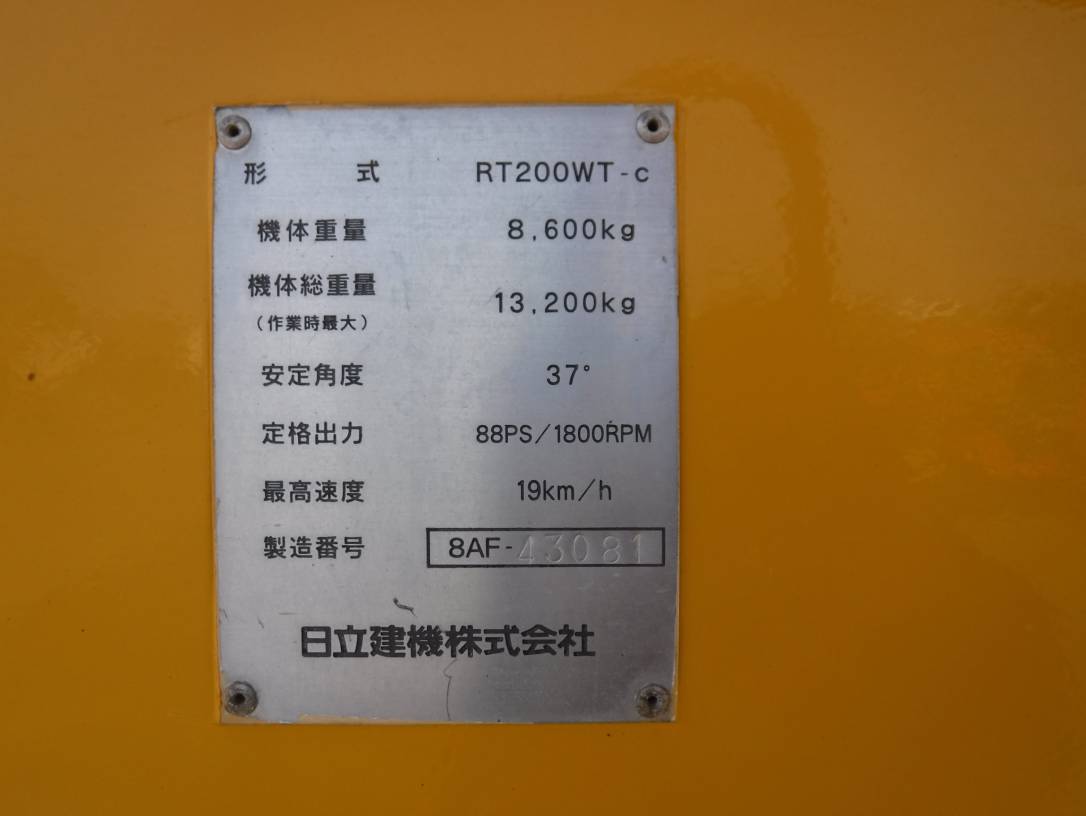 形 式 RT200WT-c
機体重量 8,600kg
機体総重量 13,200kg
(作業時最大)
安定角度 37°
定格出力 88PS/1800RPM
最高速度 19km/h
製造番号 8AF-43081
日立建機株式会社